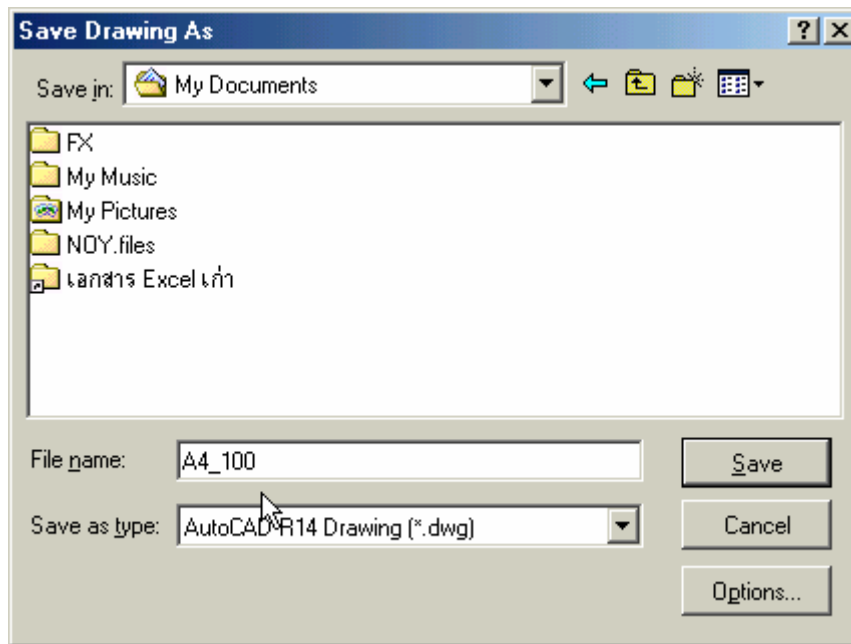 Save Drawing As
Save in: My Documents
FX
My Music
My Pictures
NOY.files
เอกสาร Excel เก่า
File name: A4_100 Save
Save as type: AutoCAD R14 Drawing (*.dwg) Cancel
Options...